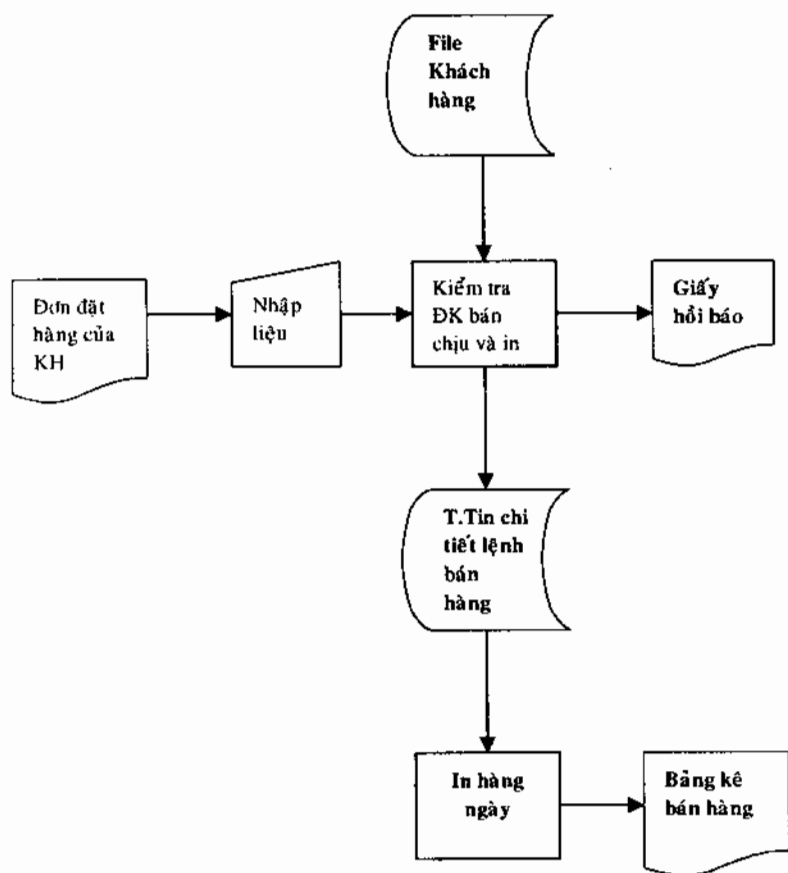 File
Khách
hàng
Đơn đặt
hàng của
KH
Nhập
liệu
Kiểm tra
ĐK bán
chịu và in
Giấy
hồi báo
T.Tin chi
tiết lệnh
bán
hàng
In hàng
ngày
Bảng kê
bán hàng